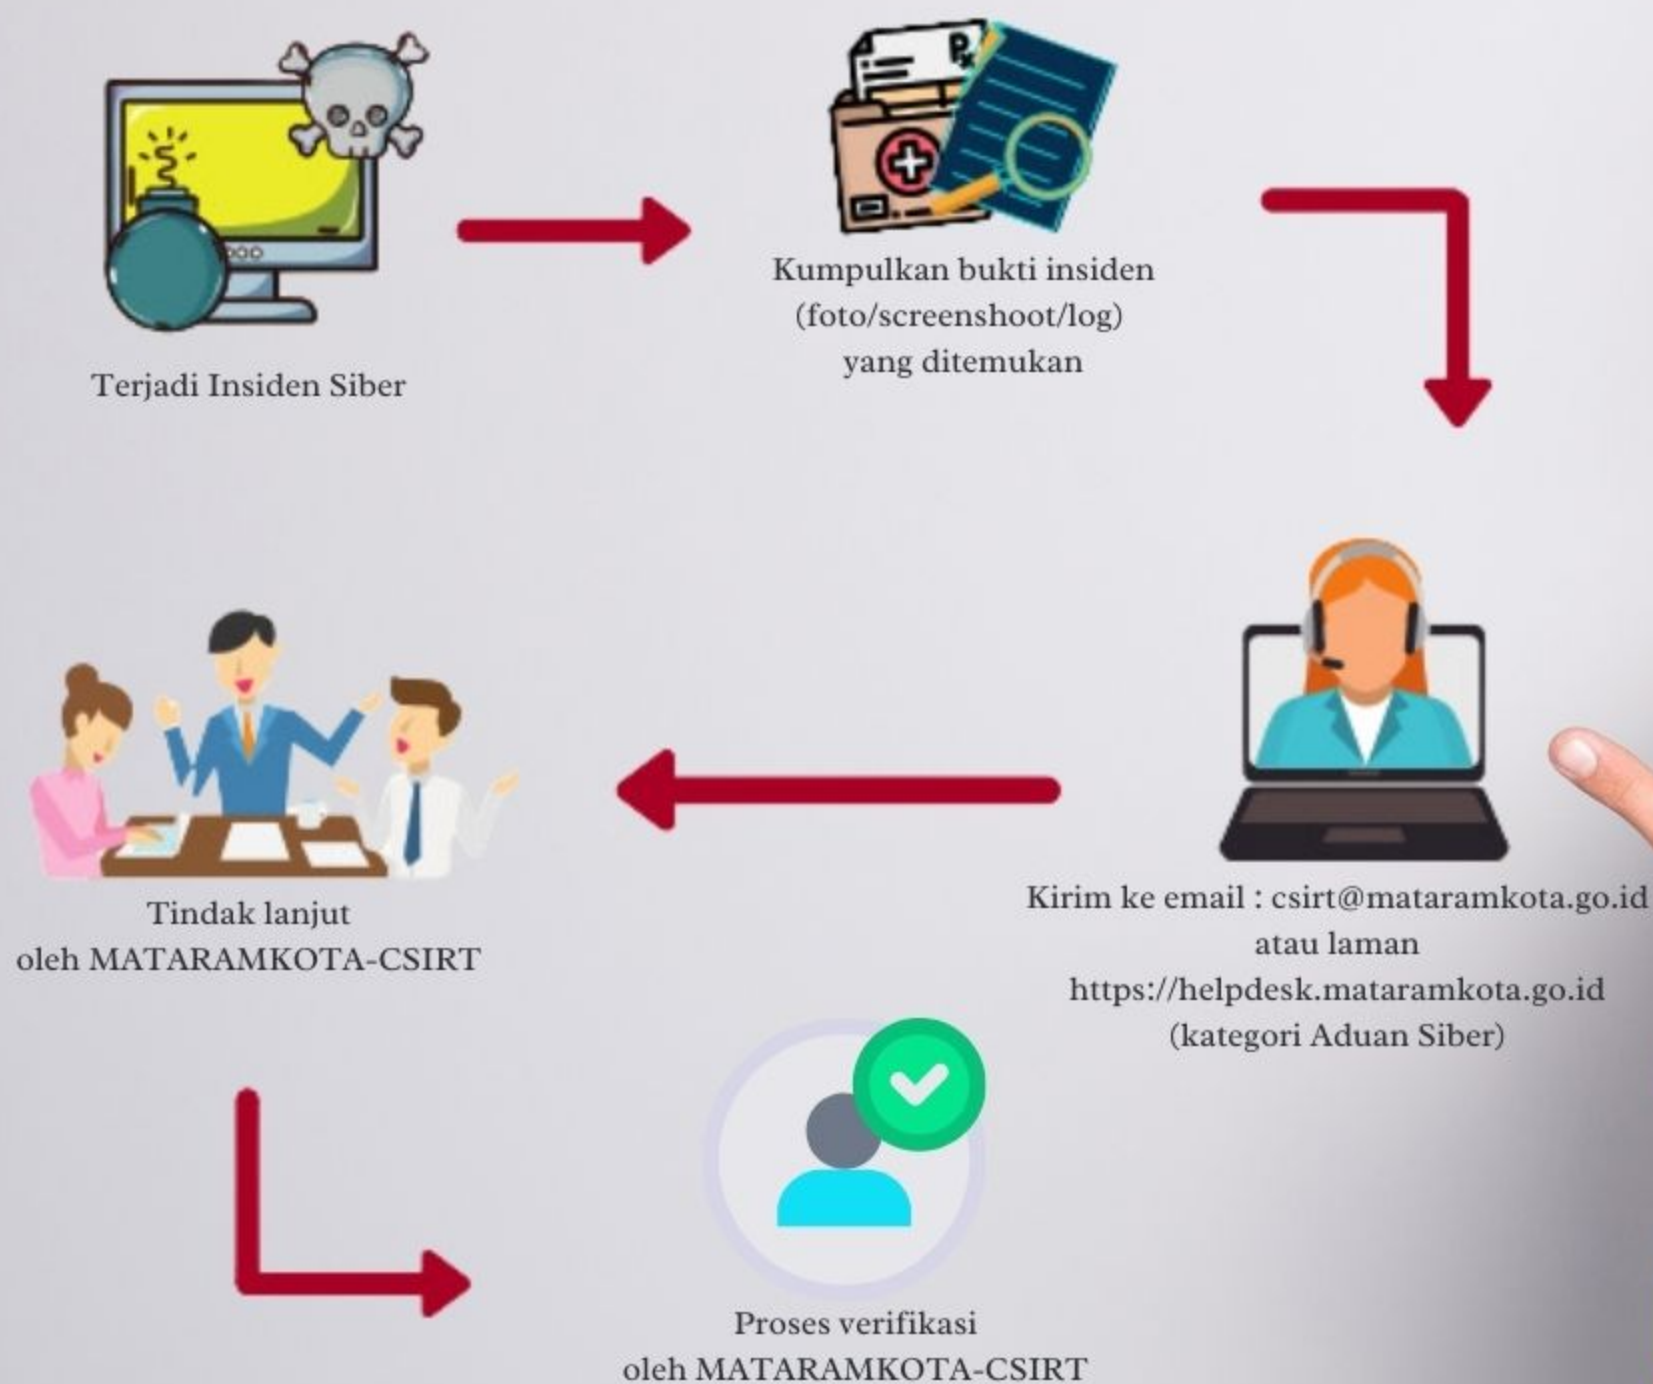 Terjadi Insiden Siber
Kumpulkan bukti insiden
(foto/screenshoot/log)
yang ditemukan
Kirim ke email : csirt@mataramkota.go.id
atau laman
https://helpdesk.mataramkota.go.id
(kategori Aduan Siber)
Tindak lanjut
oleh MATARAMKOTA-CSIRT
Proses verifikasi
oleh MATARAMKOTA-CSIRT